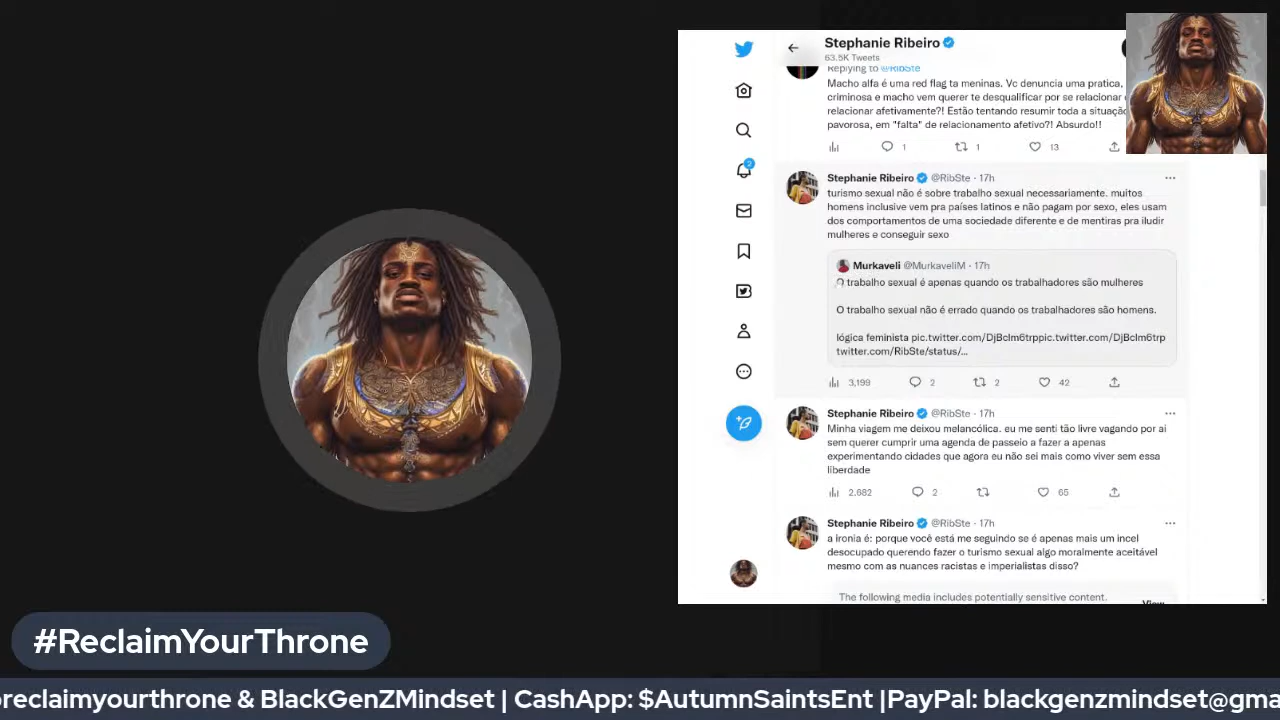 Stephanie Ribeiro
63.5K Tweets
Replying to @RibSte
Macho alfa é uma red flag ta meninas. Vc denuncia uma pratica,
criminosa e macho vem querer te desqualificar por se relacionar
relacionar afetivamente?! Estão tentando resumir toda a situação
pavorosa, em "falta" de relacionamento afetivo?! Absurdo!!
1 1 13
Stephanie Ribeiro @RibSte · 17h
turismo sexual não é sobre trabalho sexual necessariamente. muitos
homens inclusive vem pra países latinos e não pagam por sexo, eles usam
dos comportamentos de uma sociedade diferente e de mentiras pra iludir
mulheres e conseguir sexo
Murkaveli @MurkaveliM · 17h
O trabalho sexual é apenas quando os trabalhadores são mulheres
O trabalho sexual não é errado quando os trabalhadores são homens.
lógica feminista pic.twitter.com/DjBclm6trppic.twitter.com/DjBclm6trp
twitter.com/RibSte/status/...
3,199 2 2 42
Stephanie Ribeiro @RibSte · 17h
Minha viagem me deixou melancólica. eu me senti tão livre vagando por ai
sem querer cumprir uma agenda de passeio a fazer a apenas
experimentando cidades que agora eu não sei mais como viver sem essa
liberdade
2,682 2 65
Stephanie Ribeiro @RibSte · 17h
a ironia é: porque você está me seguindo se é apenas mais um incel
desocupado querendo fazer o turismo sexual algo moralmente aceitável
mesmo com as nuances racistas e imperialistas disso?
The following media includes potentially sensitive content.
View
2
#ReclaimYourThrone
reclaimyourthrone & BlackGenZMindset | CashApp: $AutumnSaintsEnt |PayPal: blackgenzmindset@gma